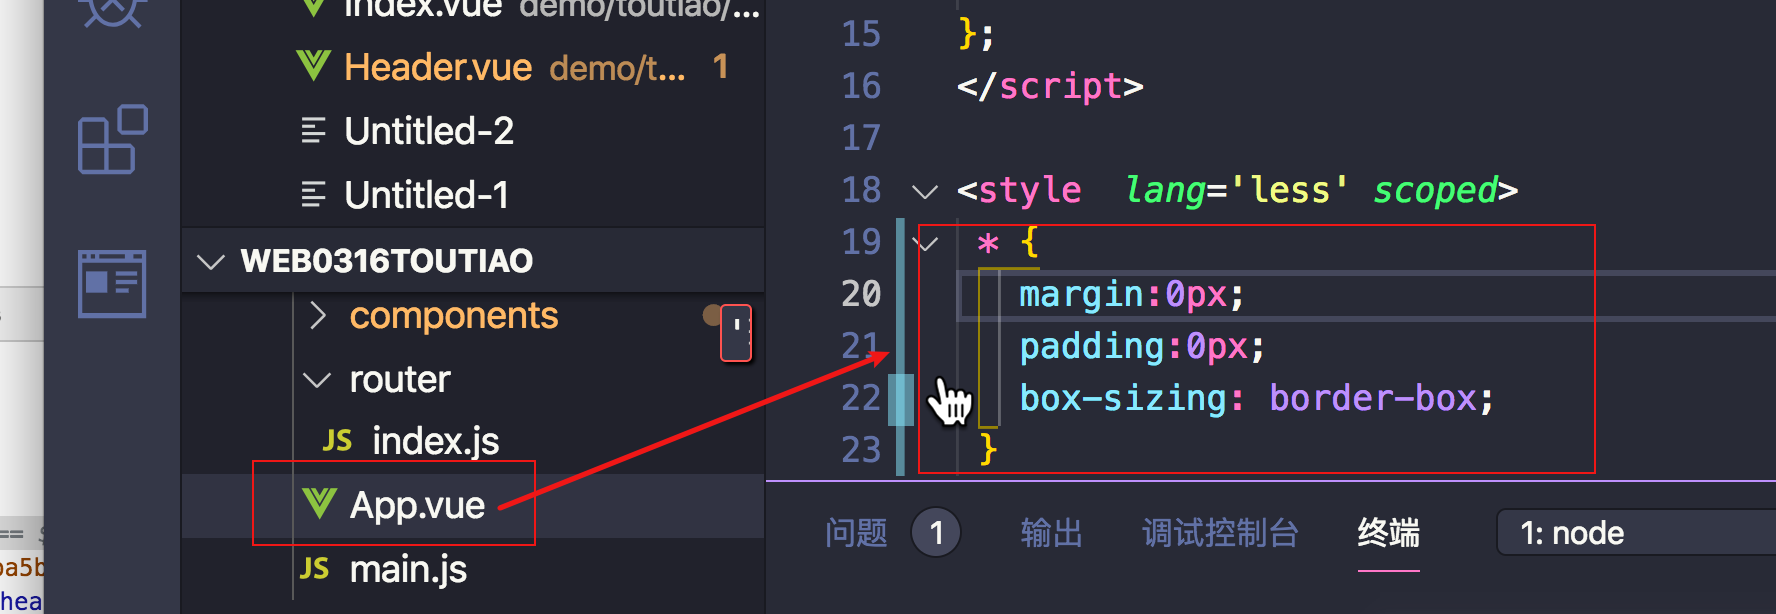 index.vue demo/toutiao/...
Header.vue demo/t... 1
Untitled-2
Untitled-1
WEB0316TOUTIAO
components
router
JS index.js
App.vue
JS main.js
15 };
16 </script>
17
18 <style lang='less' scoped>
19 * {
20 margin:0px;
21 padding:0px;
22 box-sizing: border-box;
23 }
问题 1 输出 调试控制台 终端 1: node
==
a5b
hea